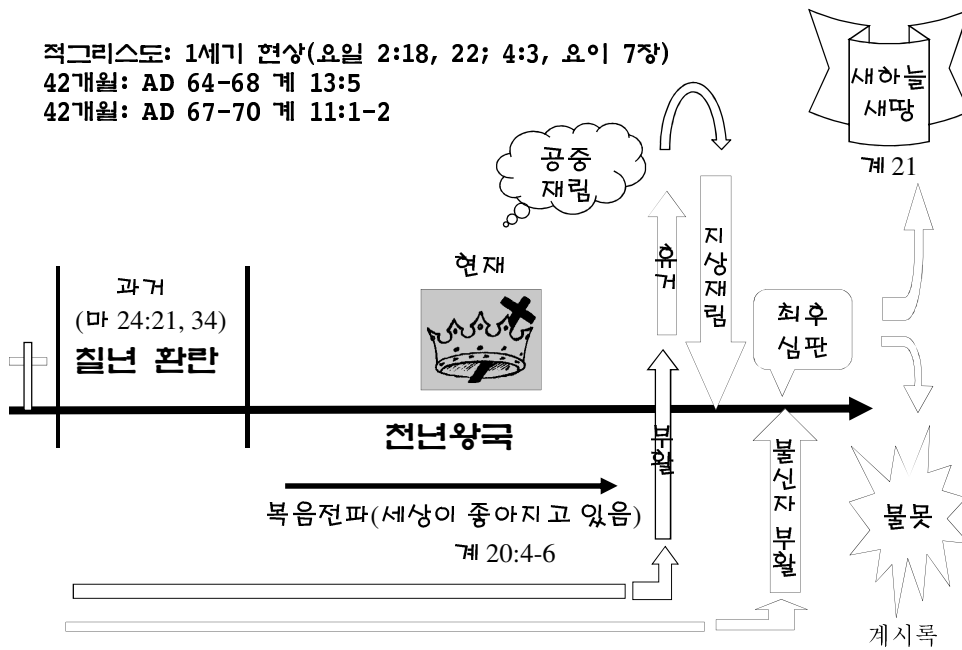 적그리스도: 1세기 현상(요일 2:18, 22; 4:3, 요이 7장)
42개월: AD 64-68 계 13:5
42개월: AD 67-70 계 11:1-2
새하늘
새땅
계 21
공중
재림
휴거
지상재림
현재
과거
(마 24:21, 34)
칠년 환란
최우
심판
천년왕국
부활
불신자 부활
복음전파(세상이 좋아지고 있음)
계 20:4-6
불못
계시록